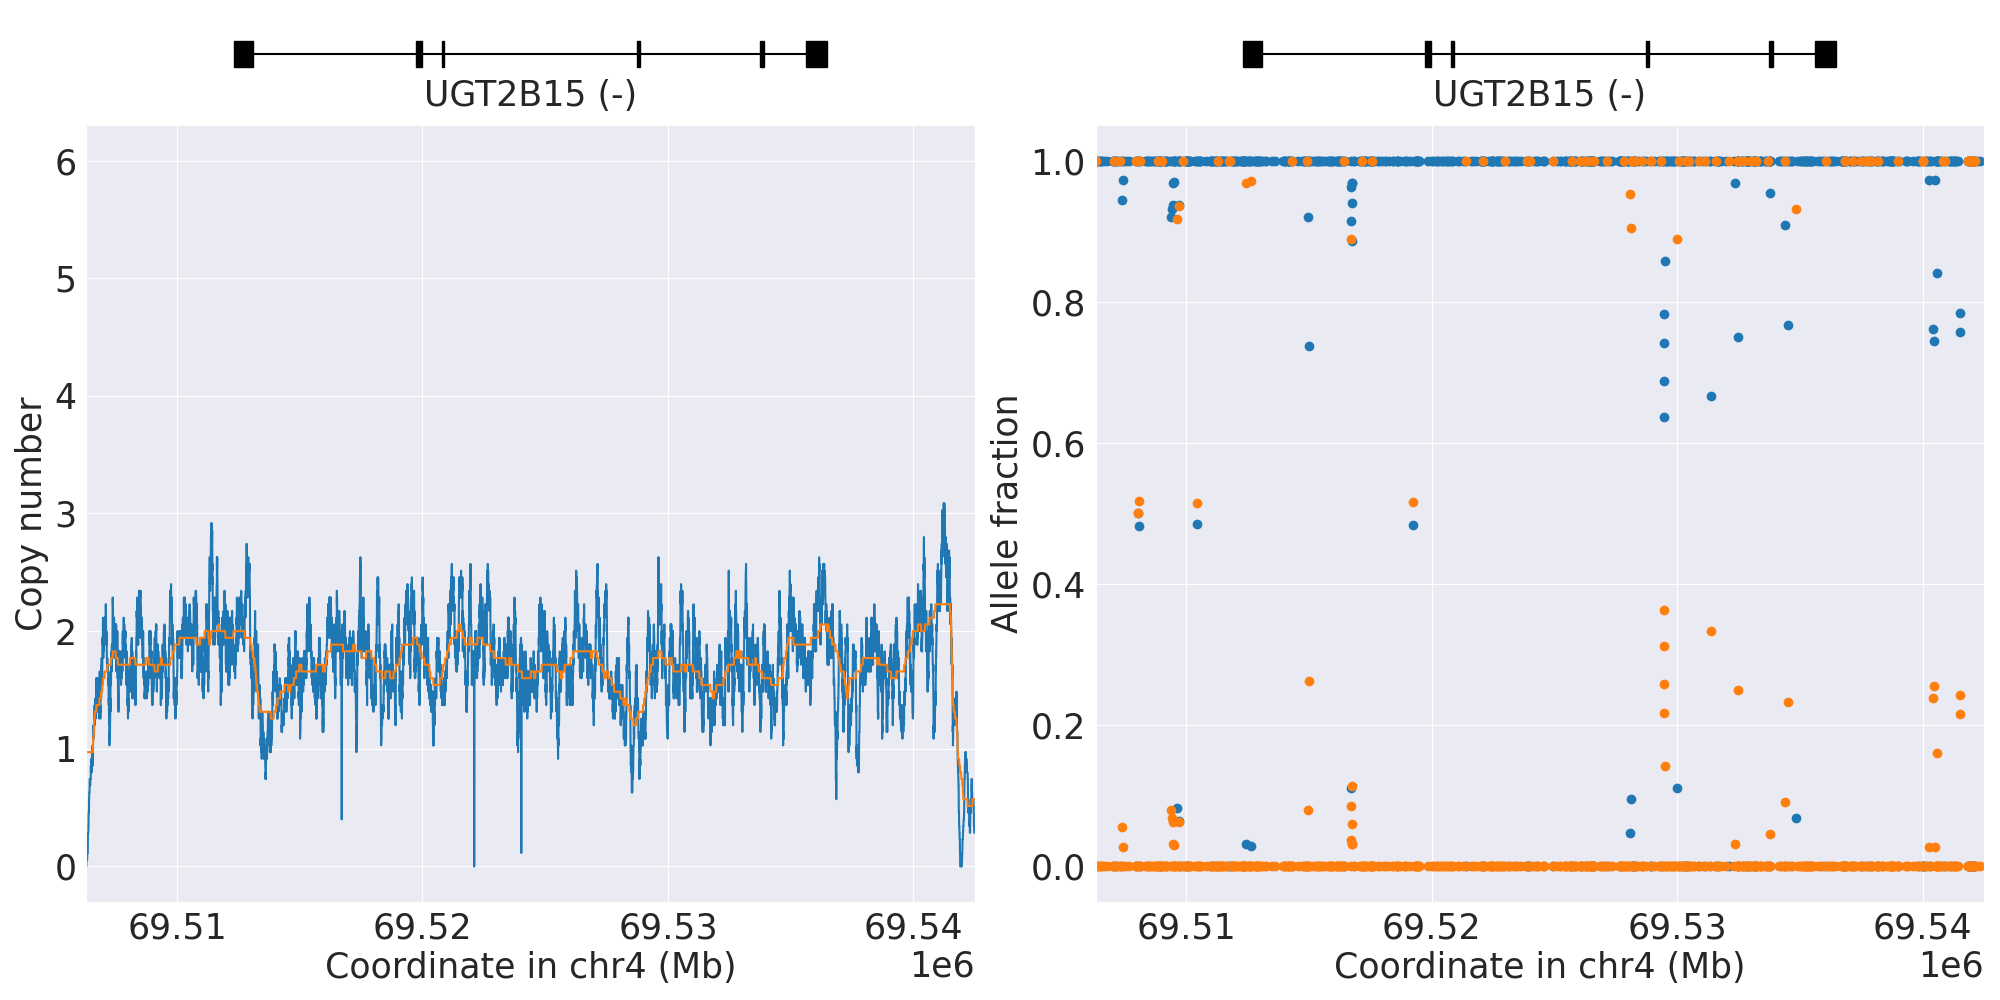 UGT2B15 (-)
Copy number
6
5
4
3
2
1
0
69.51 69.52 69.53 69.54
Coordinate in chr4 (Mb) 1e6
UGT2B15 (-)
Allele fraction
1.0
0.8
0.6
0.4
0.2
0.0
69.51 69.52 69.53 69.54
Coordinate in chr4 (Mb) 1e6